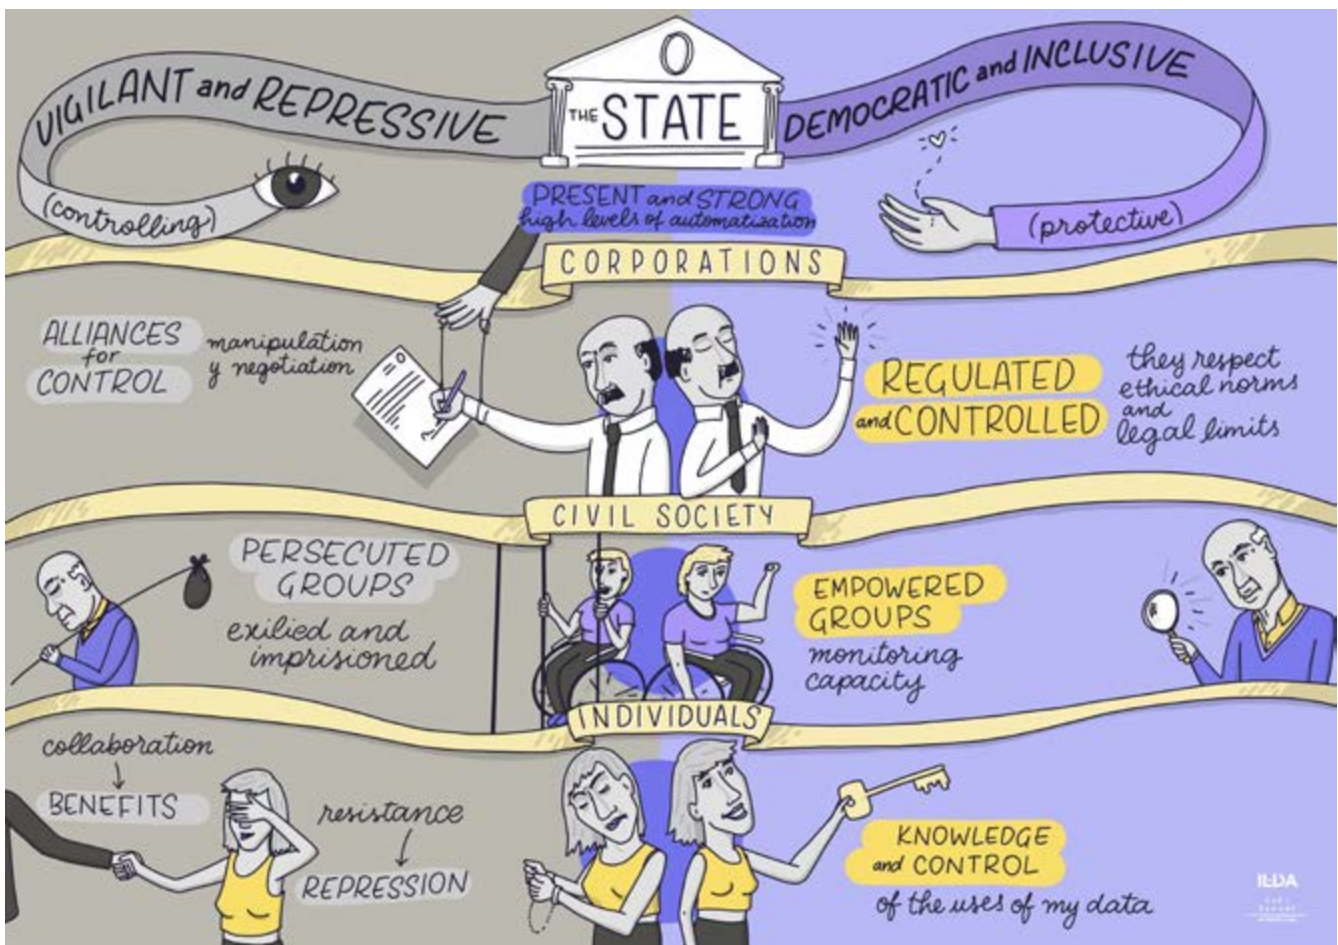 VIGILANT and REPRESSIVE
(controlling)
THE STATE
DEMOCRATIC and INCLUSIVE
(protective)
PRESENT and STRONG
high levels of automatization
CORPORATIONS
ALLIANCES
for
CONTROL
manipulation
y negotiation
REGULATED
and CONTROLLED
they respect
ethical norms
and
legal limits
CIVIL SOCIETY
PERSECUTED
GROUPS
exilied and
imprisioned
EMPOWERED
GROUPS
monitoring
capacity
INDIVIDUALS
collaboration
BENEFITS
resistance
REPRESSION
KNOWLEDGE
and CONTROL
of the uses of my data
ILDA